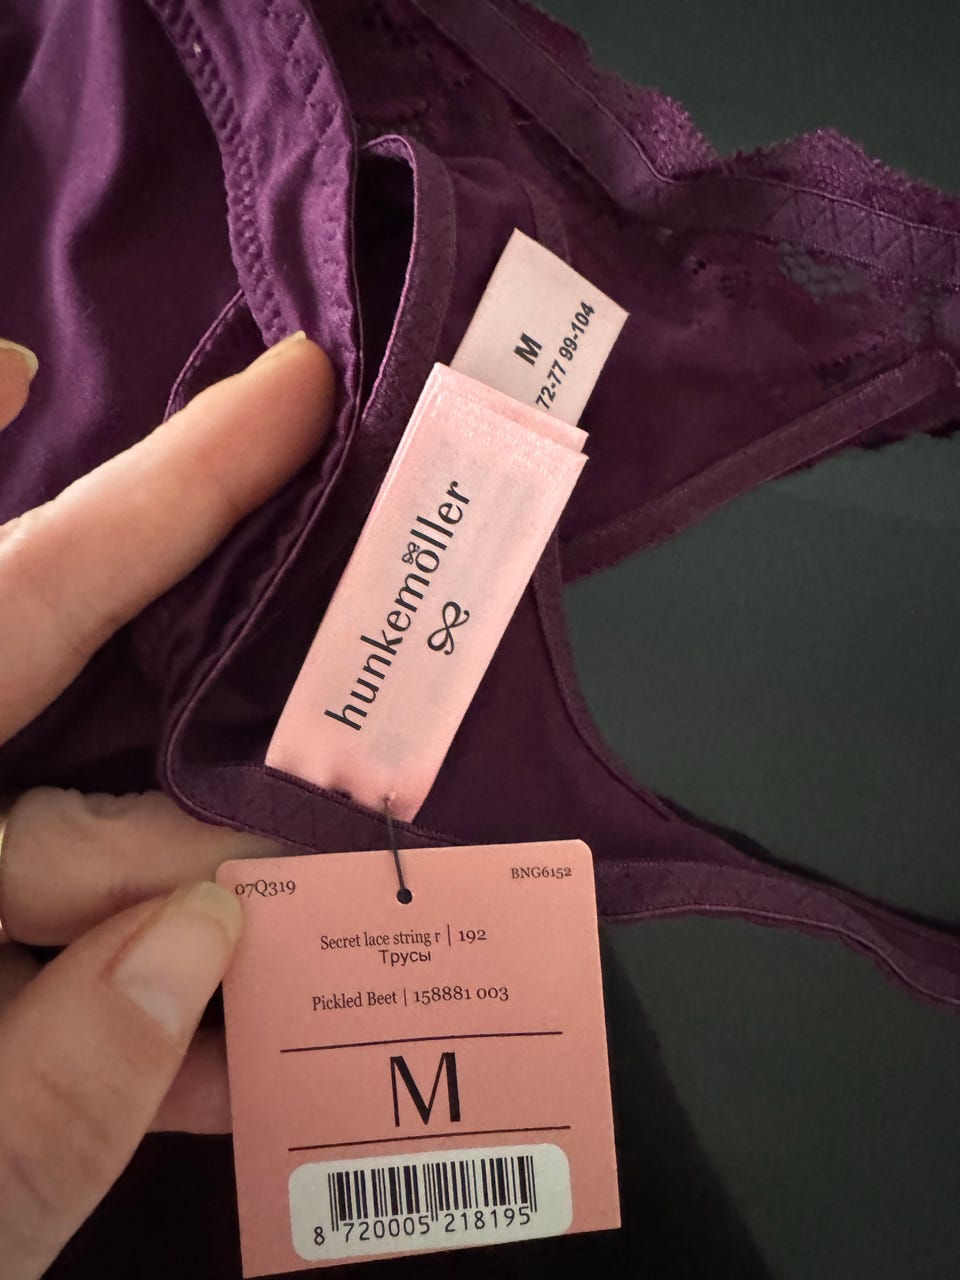 M
72-77 99-104
hunkemöller
07Q319
BNG6152
Secret lace string r | 192
Трусы
Pickled Beet | 158881 003
M
8 720005 218195